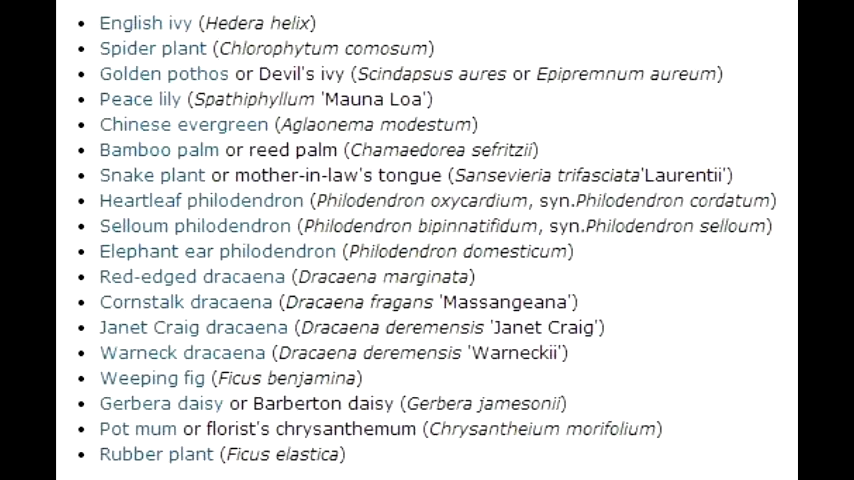 • English ivy (Hedera helix)
• Spider plant (Chlorophytum comosum)
• Golden pothos or Devil's ivy (Scindapsus aures or Epipremnum aureum)
• Peace lily (Spathiphyllum 'Mauna Loa')
• Chinese evergreen (Aglaonema modestum)
• Bamboo palm or reed palm (Chamaedorea sefritzii)
• Snake plant or mother-in-law's tongue (Sansevieria trifasciata'Laurentii')
• Heartleaf philodendron (Philodendron oxycardium, syn.Philodendron cordatum)
• Selloum philodendron (Philodendron bipinnatifidum, syn.Philodendron selloum)
• Elephant ear philodendron (Philodendron domesticum)
• Red-edged dracaena (Dracaena marginata)
• Cornstalk dracaena (Dracaena fragans 'Massangeana')
• Janet Craig dracaena (Dracaena deremensis 'Janet Craig')
• Warneck dracaena (Dracaena deremensis 'Warneckii')
• Weeping fig (Ficus benjamina)
• Gerbera daisy or Barberton daisy (Gerbera jamesonii)
• Pot mum or florist's chrysanthemum (Chrysantheium morifolium)
• Rubber plant (Ficus elastica)